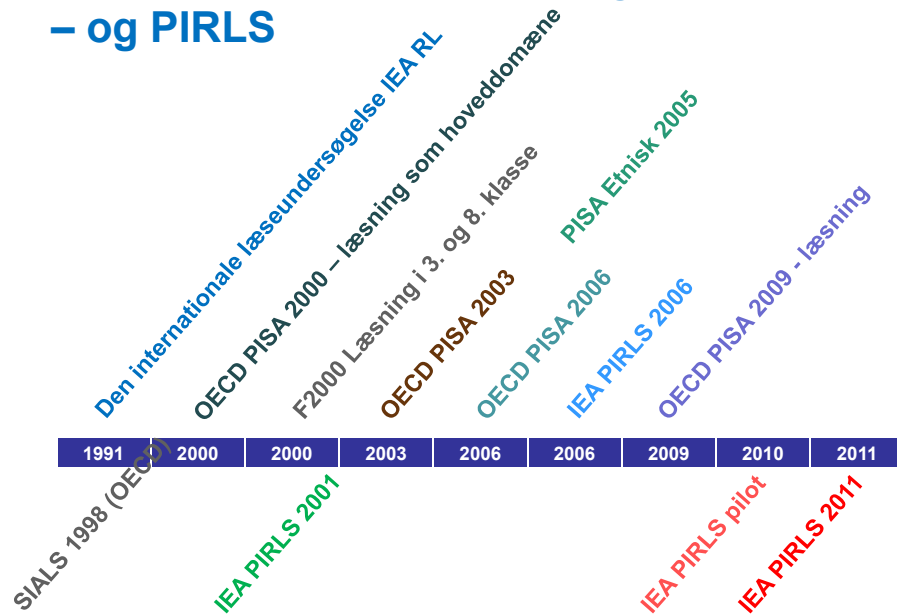 – og PIRLS
Den internationale læseundersøgelse IEA RL
OECD PISA 2000 – læsning som hoveddomæne
F2000 Læsning i 3. og 8. klasse
OECD PISA 2003
OECD PISA 2006
PISA Etnisk 2005
IEA PIRLS 2006
OECD PISA 2009 - læsning
1991 2000 2000 2003 2006 2006 2009 2010 2011
SIALS 1998 (OECD)
IEA PIRLS 2001
IEA PIRLS pilot
IEA PIRLS 2011